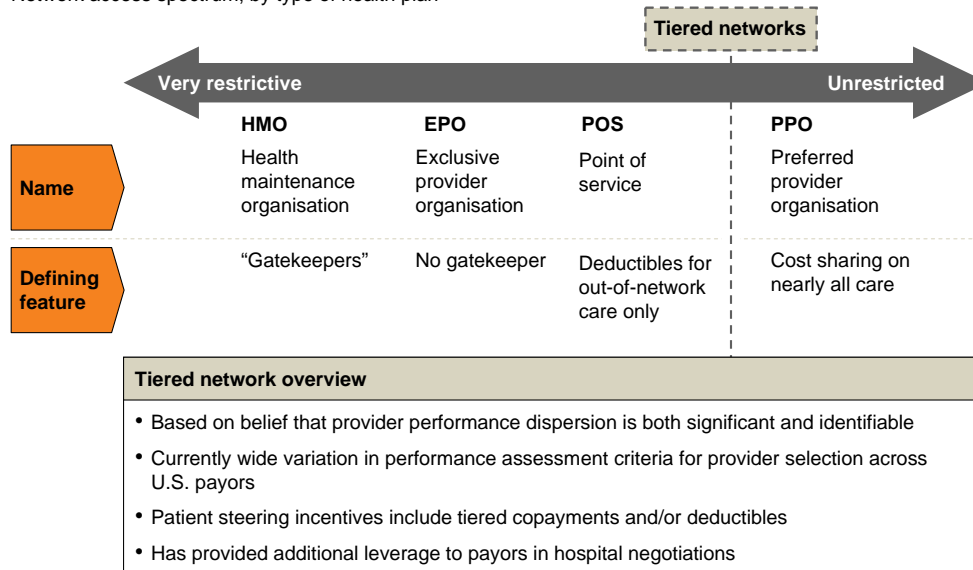 Network access spectrum, by type of health plan
Tiered networks
Very restrictive
Unrestricted
HMO
EPO
POS
PPO
Name
Health
maintenance
organisation
Exclusive
provider
organisation
Point of
service
Preferred
provider
organisation
Defining
feature
“Gatekeepers”
No gatekeeper
Deductibles for
out-of-network
care only
Cost sharing on
nearly all care
Tiered network overview
• Based on belief that provider performance dispersion is both significant and identifiable
• Currently wide variation in performance assessment criteria for provider selection across
U.S. payors
• Patient steering incentives include tiered copayments and/or deductibles
• Has provided additional leverage to payors in hospital negotiations